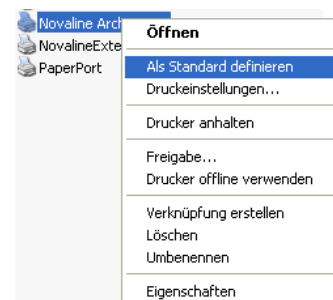 Novaline Arch
NovalineExte
PaperPort
Öffnen
Als Standard definieren
Druckeinstellungen...
Drucker anhalten
Freigabe...
Drucker offline verwenden
Verknüpfung erstellen
Löschen
Umbenennen
Eigenschaften